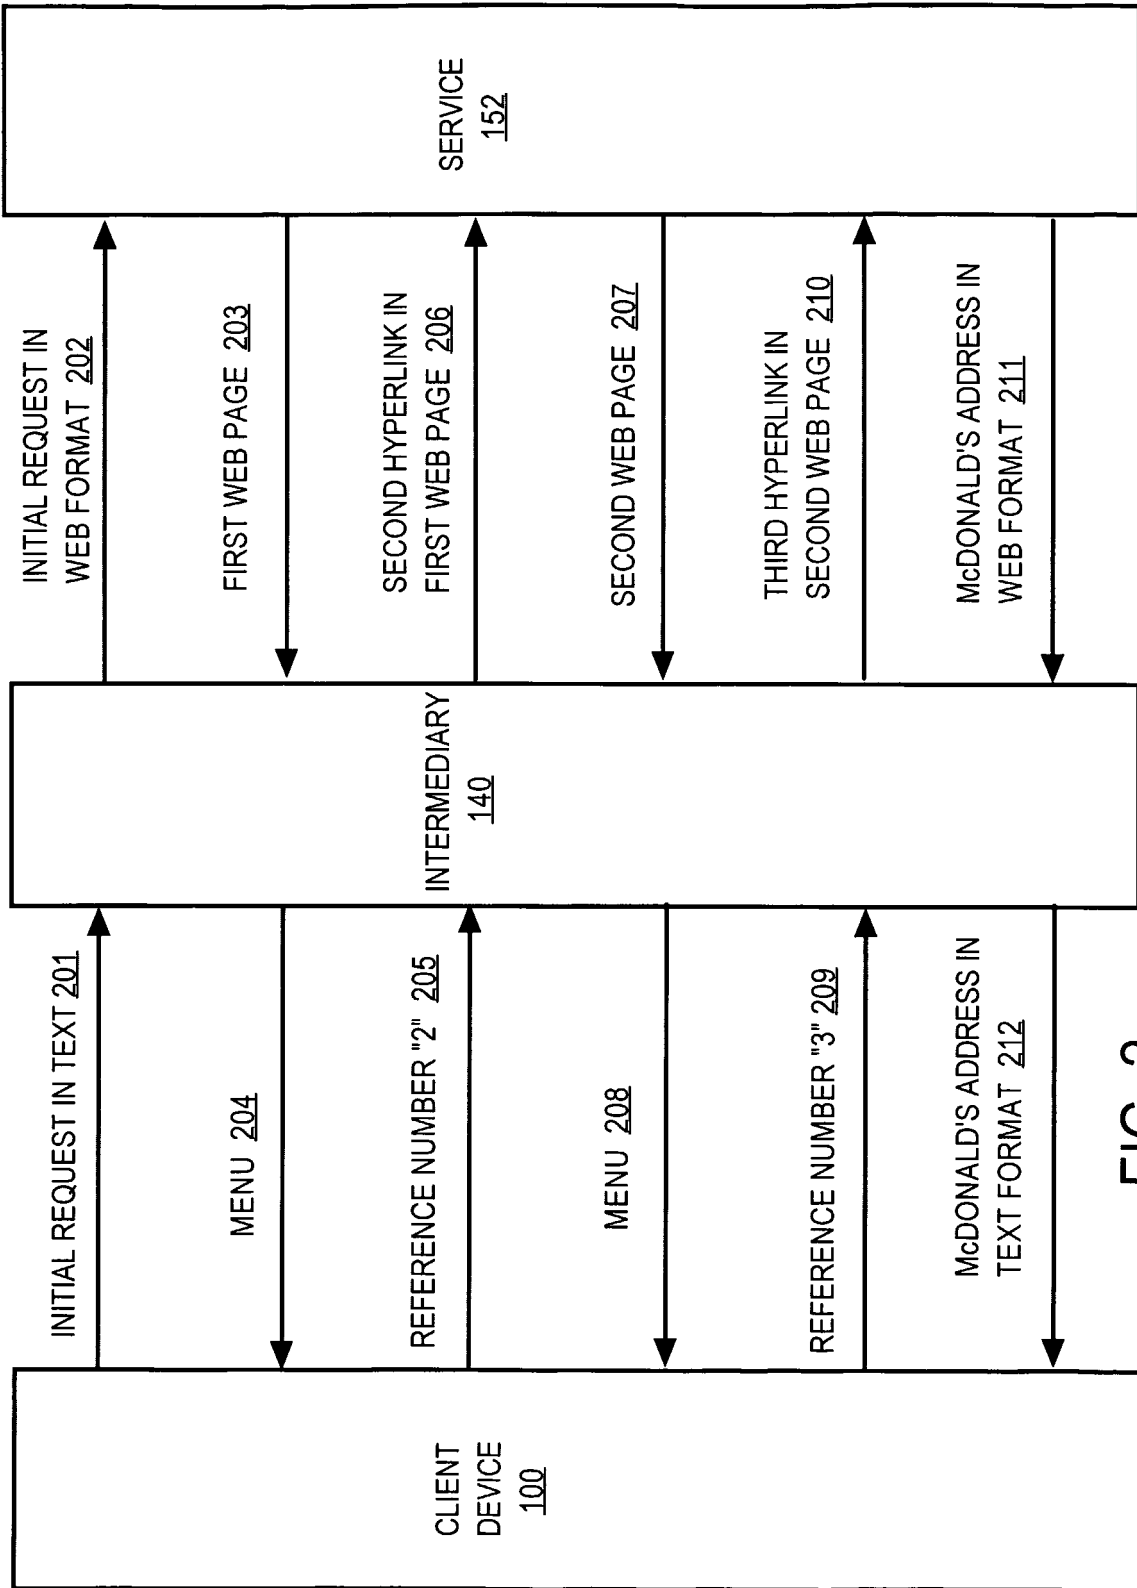 CLIENT
DEVICE
100
INITIAL REQUEST IN TEXT 201
MENU 204
REFERENCE NUMBER "2" 205
MENU 208
REFERENCE NUMBER "3" 209
McDONALD'S ADDRESS IN
TEXT FORMAT 212
INTERMEDIARY
140
INITIAL REQUEST IN
WEB FORMAT 202
FIRST WEB PAGE 203
SECOND HYPERLINK IN
FIRST WEB PAGE 206
SECOND WEB PAGE 207
THIRD HYPERLINK IN
SECOND WEB PAGE 210
McDONALD'S ADDRESS IN
WEB FORMAT 211
SERVICE
152